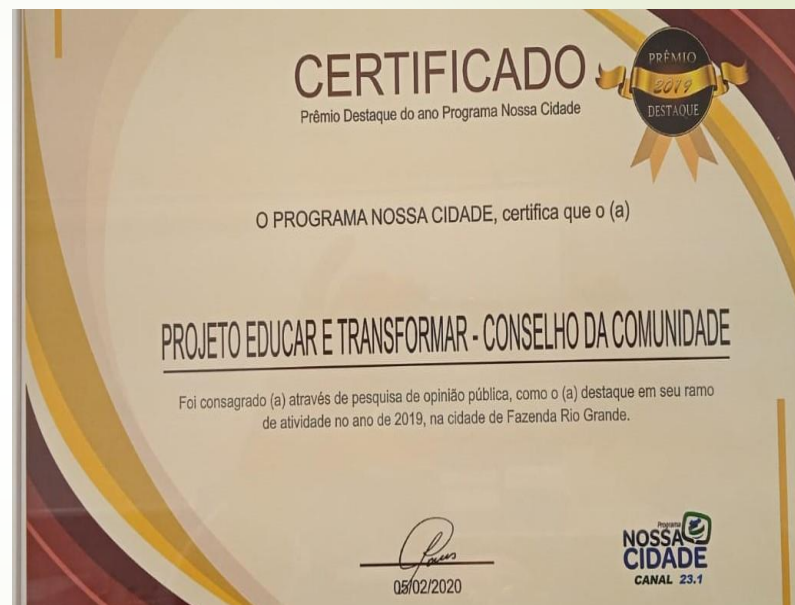 CERTIFICADO
Prêmio Destaque do ano Programa Nossa Cidade
PRÊMIO
2019
DESTAQUE
O PROGRAMA NOSSA CIDADE, certifica que o (a)
PROJETO EDUCAR E TRANSFORMAR - CONSELHO DA COMUNIDADE
Foi consagrado (a) através de pesquisa de opinião pública, como o (a) destaque em seu ramo
de atividade no ano de 2019, na cidade de Fazenda Rio Grande.
05/02/2020
Programa
NOSSA
CIDADE
CANAL 23.1